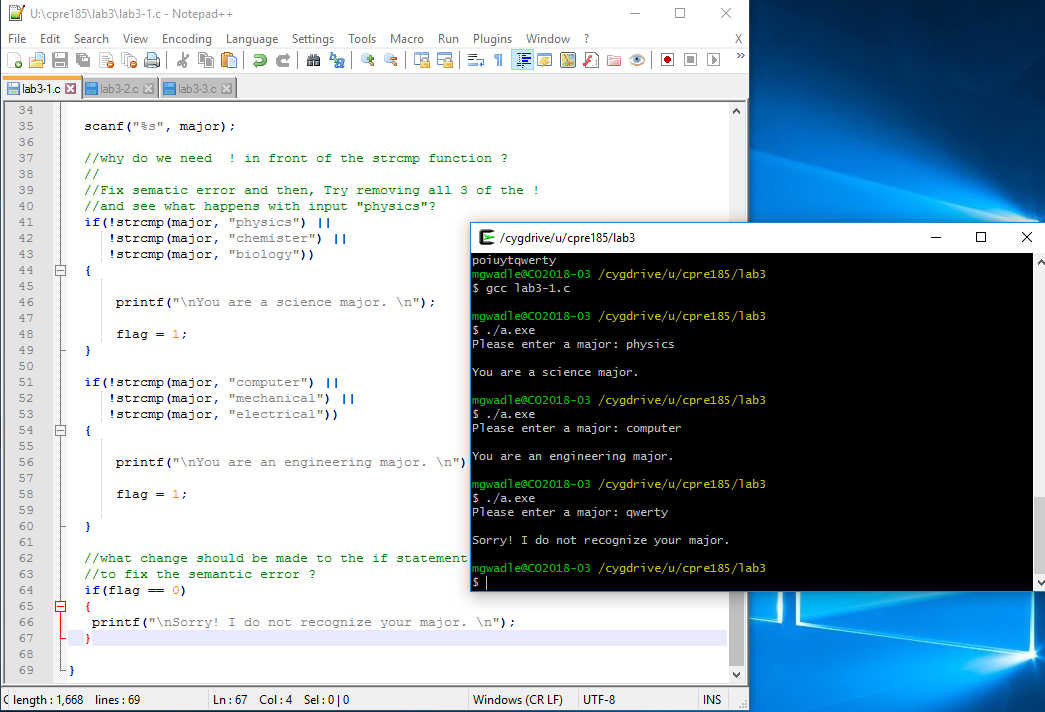 U:\cpre185\lab3\lab3-1.c - Notepad++
File Edit Search View Encoding Language Settings Tools Macro Run Plugins Window ? X
lab3-1.c lab3-2.c lab3-3.c
34
35 scanf("%s", major);
36
37 //why do we need  ! in front of the strcmp function ?
38 //
39 //Fix sematic error and then, Try removing all 3 of the !
40 //and see what happens with input "physics"?
41 if(!strcmp(major, "physics") ||
42 !strcmp(major, "chemister") ||
43 !strcmp(major, "biology"))
44 {
45
46 printf("\nYou are a science major. \n");
47
48 flag = 1;
49 }
50
51 if(!strcmp(major, "computer") ||
52 !strcmp(major, "mechanical") ||
53 !strcmp(major, "electrical"))
54 {
55
56 printf("\nYou are an engineering major. \n")
57
58 flag = 1;
59
60 }
61
62 //what change should be made to the if statement
63 //to fix the semantic error ?
64 if(flag == 0)
65 {
66 printf("\nSorry! I do not recognize your major. \n");
67 }
68
69 }
length : 1,668 lines : 69 Ln : 67 Col : 4 Sel : 0 | 0 Windows (CR LF) UTF-8 INS
/cygdrive/u/cpre185/lab3
poiuytqwerty
mgwadle@CO2018-03 /cygdrive/u/cpre185/lab3
$ gcc lab3-1.c
mgwadle@CO2018-03 /cygdrive/u/cpre185/lab3
$ ./a.exe
Please enter a major: physics
You are a science major.
mgwadle@CO2018-03 /cygdrive/u/cpre185/lab3
$ ./a.exe
Please enter a major: computer
You are an engineering major.
mgwadle@CO2018-03 /cygdrive/u/cpre185/lab3
$ ./a.exe
Please enter a major: qwerty
Sorry! I do not recognize your major.
mgwadle@CO2018-03 /cygdrive/u/cpre185/lab3
$